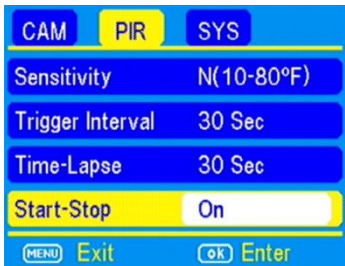 CAM PIR SYS
Sensitivity N(10-80ºF)
Trigger Interval 30 Sec
Time-Lapse 30 Sec
Start-Stop On
MENU Exit ok Enter